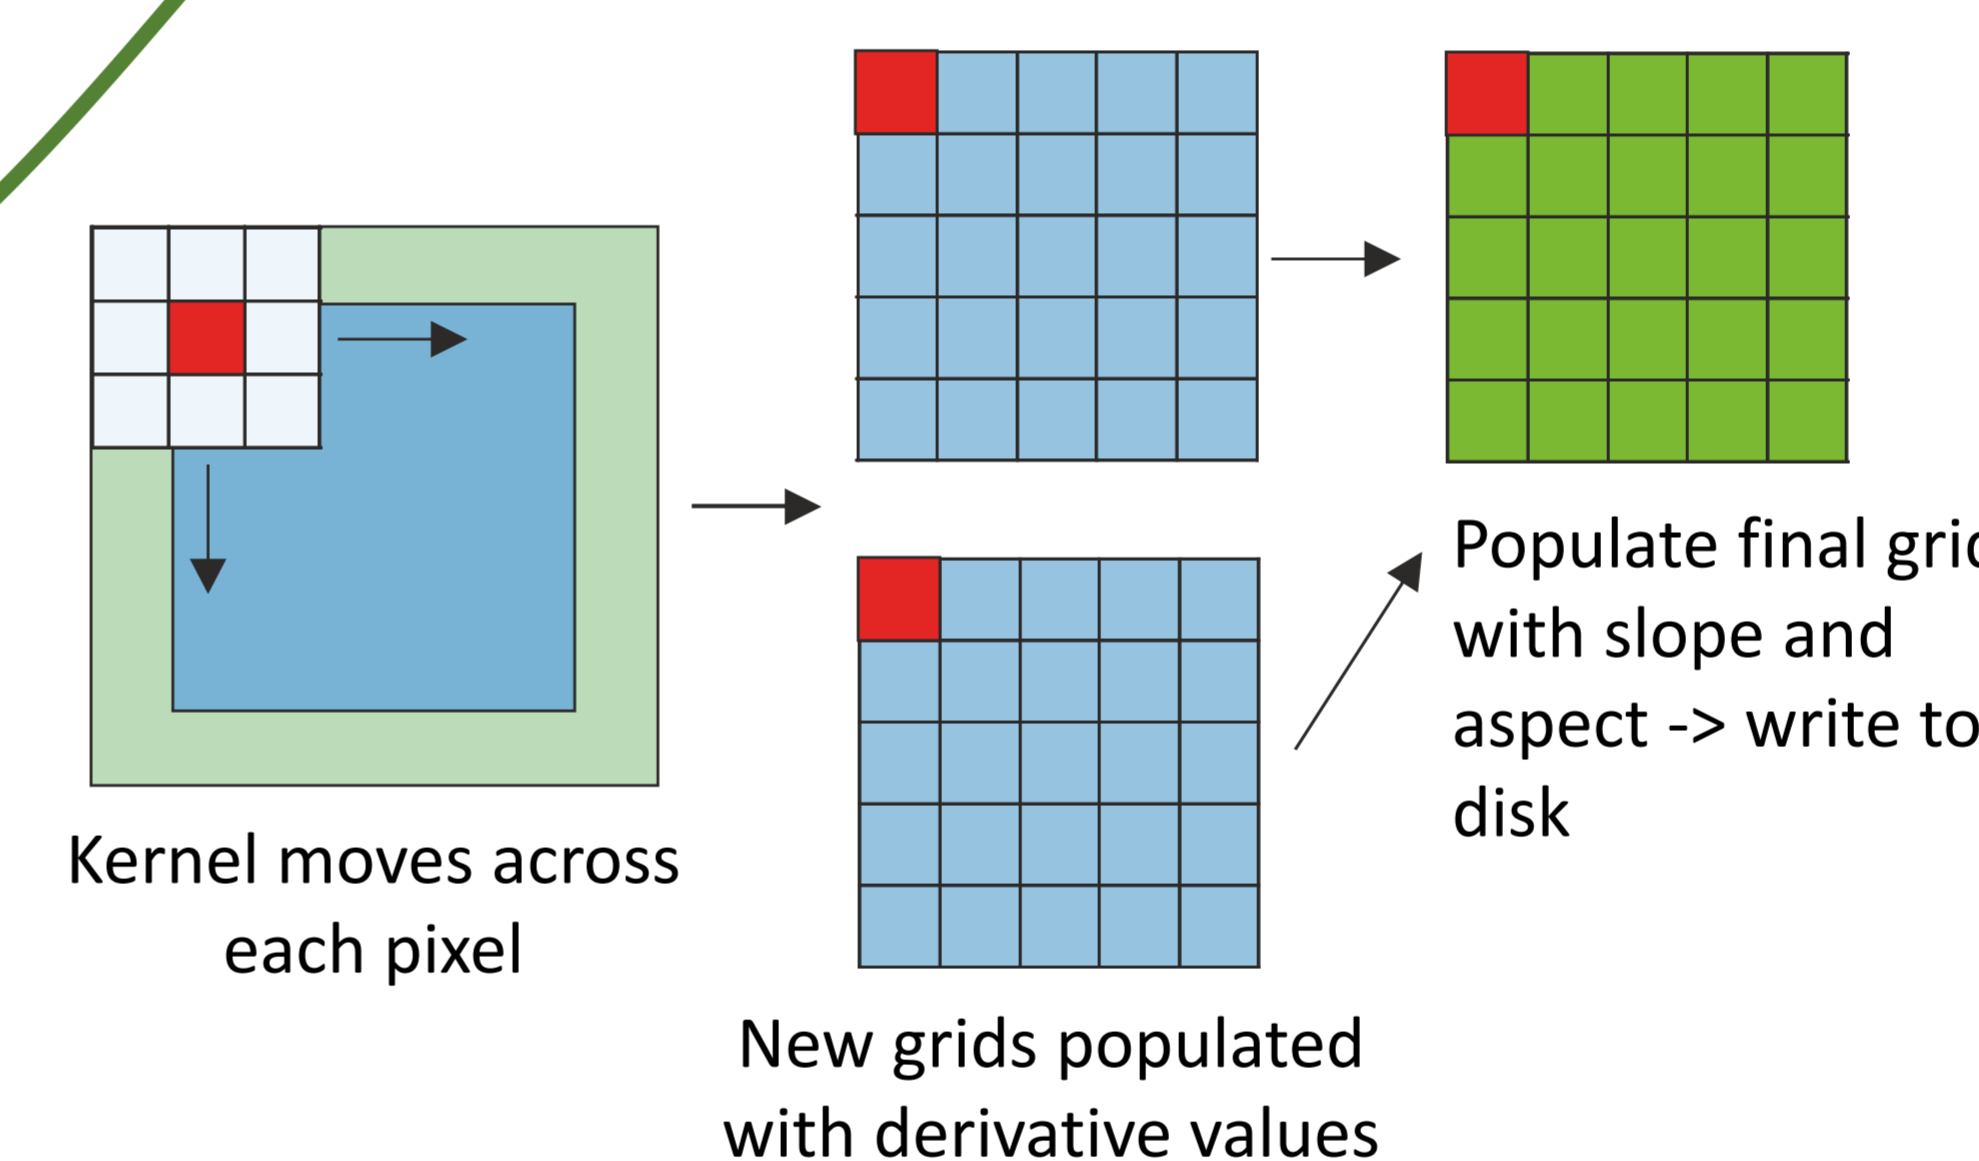 Kernel moves across
each pixel
New grids populated
with derivative values
Populate final grid
with slope and
aspect -> write to
disk